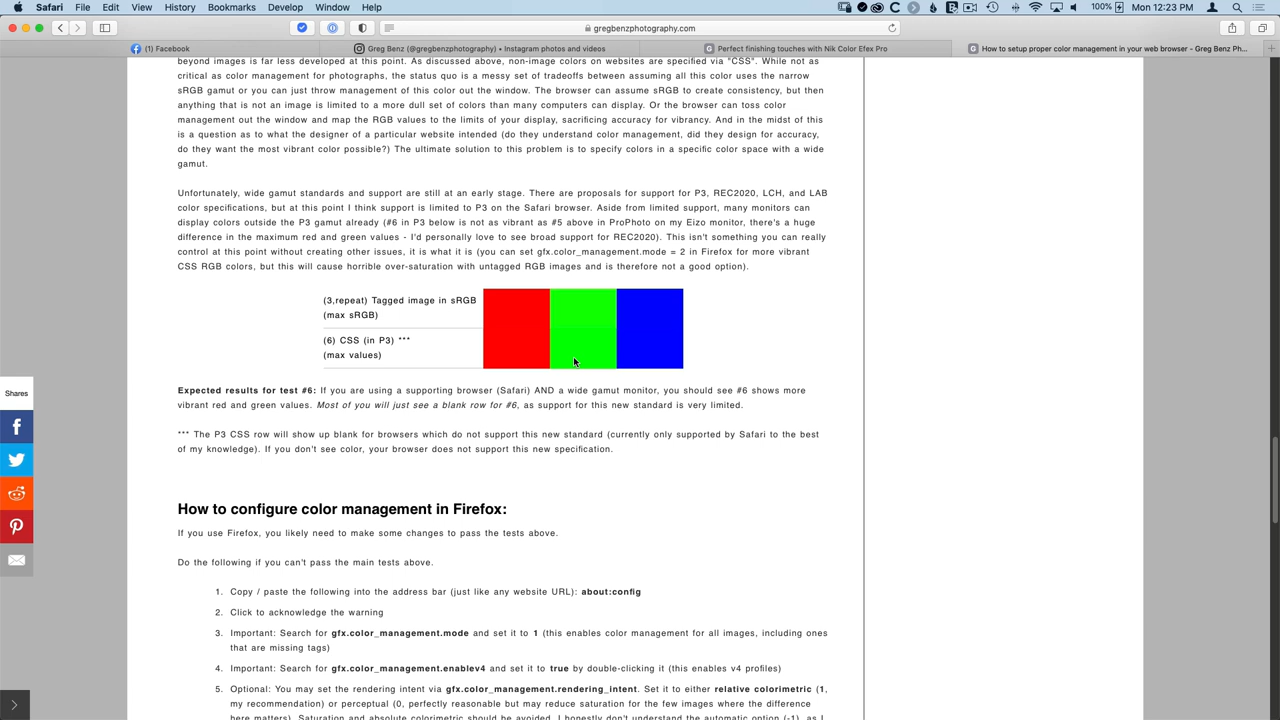 Safari File Edit View History Bookmarks Develop Window Help 100% Mon 12:23 PM
gregbenzphotography.com
(1) Facebook Greg Benz (@gregbenzphotography) • Instagram photos and videos Perfect finishing touches with Nik Color Efex Pro How to setup proper color management in your web browser - Greg Benz Ph...
beyond images is far less developed at this point. As discussed above, non-image colors on websites are specified via "CSS". While not as
critical as color management for photographs, the status quo is a messy set of tradeoffs between assuming all this color uses the narrow
sRGB gamut or you can just throw management of this color out the window. The browser can assume sRGB to create consistency, but then
anything that is not an image is limited to a more dull set of colors than many computers can display. Or the browser can toss color
management out the window and map the RGB values to the limits of your display, sacrificing accuracy for vibrancy. And in the midst of this
is a question as to what the designer of a particular website intended (do they understand color management, did they design for accuracy,
do they want the most vibrant color possible?) The ultimate solution to this problem is to specify colors in a specific color space with a wide
gamut.
Unfortunately, wide gamut standards and support are still at an early stage. There are proposals for support for P3, REC2020, LCH, and LAB
color specifications, but at this point I think support is limited to P3 on the Safari browser. Aside from limited support, many monitors can
display colors outside the P3 gamut already (#6 in P3 below is not as vibrant as #5 above in ProPhoto on my Eizo monitor, there's a huge
difference in the maximum red and green values - I'd personally love to see broad support for REC2020). This isn't something you can really
control at this point without creating other issues, it is what it is (you can set gfx.color_management.mode = 2 in Firefox for more vibrant
CSS RGB colors, but this will cause horrible over-saturation with untagged RGB images and is therefore not a good option).
(3,repeat) Tagged image in sRGB
(max sRGB)
(6) CSS (in P3) ***
(max values)
Shares
Expected results for test #6: If you are using a supporting browser (Safari) AND a wide gamut monitor, you should see #6 shows more
vibrant red and green values. Most of you will just see a blank row for #6, as support for this new standard is very limited.
*** The P3 CSS row will show up blank for browsers which do not support this new standard (currently only supported by Safari to the best
of my knowledge). If you don't see color, your browser does not support this new specification.
How to configure color management in Firefox:
If you use Firefox, you likely need to make some changes to pass the tests above.
Do the following if you can't pass the main tests above.
1. Copy / paste the following into the address bar (just like any website URL): about:config
2. Click to acknowledge the warning
3. Important: Search for gfx.color_management.mode and set it to 1 (this enables color management for all images, including ones
that are missing tags)
4. Important: Search for gfx.color_management.enablev4 and set it to true by double-clicking it (this enables v4 profiles)
5. Optional: You may set the rendering intent via gfx.color_management.rendering_intent. Set it to either relative colorimetric (1,
my recommendation) or perceptual (0, perfectly reasonable but may reduce saturation for the few images where the difference
here matters). Saturation and absolute colorimetric should be avoided. I honestly don't understand the automatic option (-1), as I